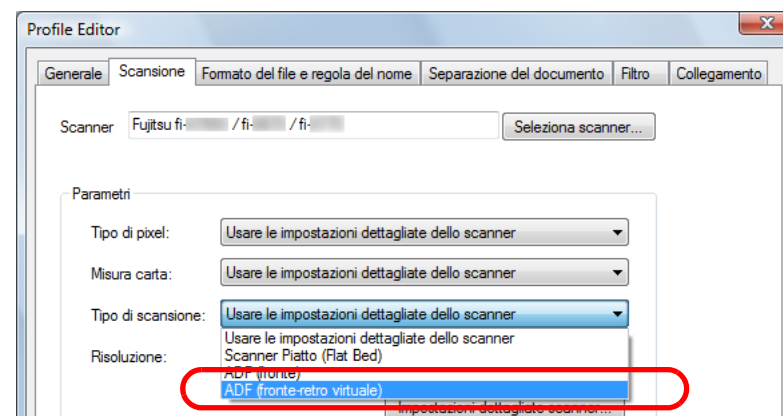 Profile Editor
Generale Scansione Formato del file e regola del nome Separazione del documento Filtro Collegamento
Scanner Fujitsu fi- / fi- / fi- Seleziona scanner...
Parametri
Tipo di pixel: Usare le impostazioni dettagliate dello scanner
Misura carta: Usare le impostazioni dettagliate dello scanner
Tipo di scansione: Usare le impostazioni dettagliate dello scanner
Usare le impostazioni dettagliate dello scanner
Risoluzione: Scanner Piatto (Flat Bed)
ADF (fronte)
ADF (fronte-retro virtuale)
Impostazioni dettagliate scanner...